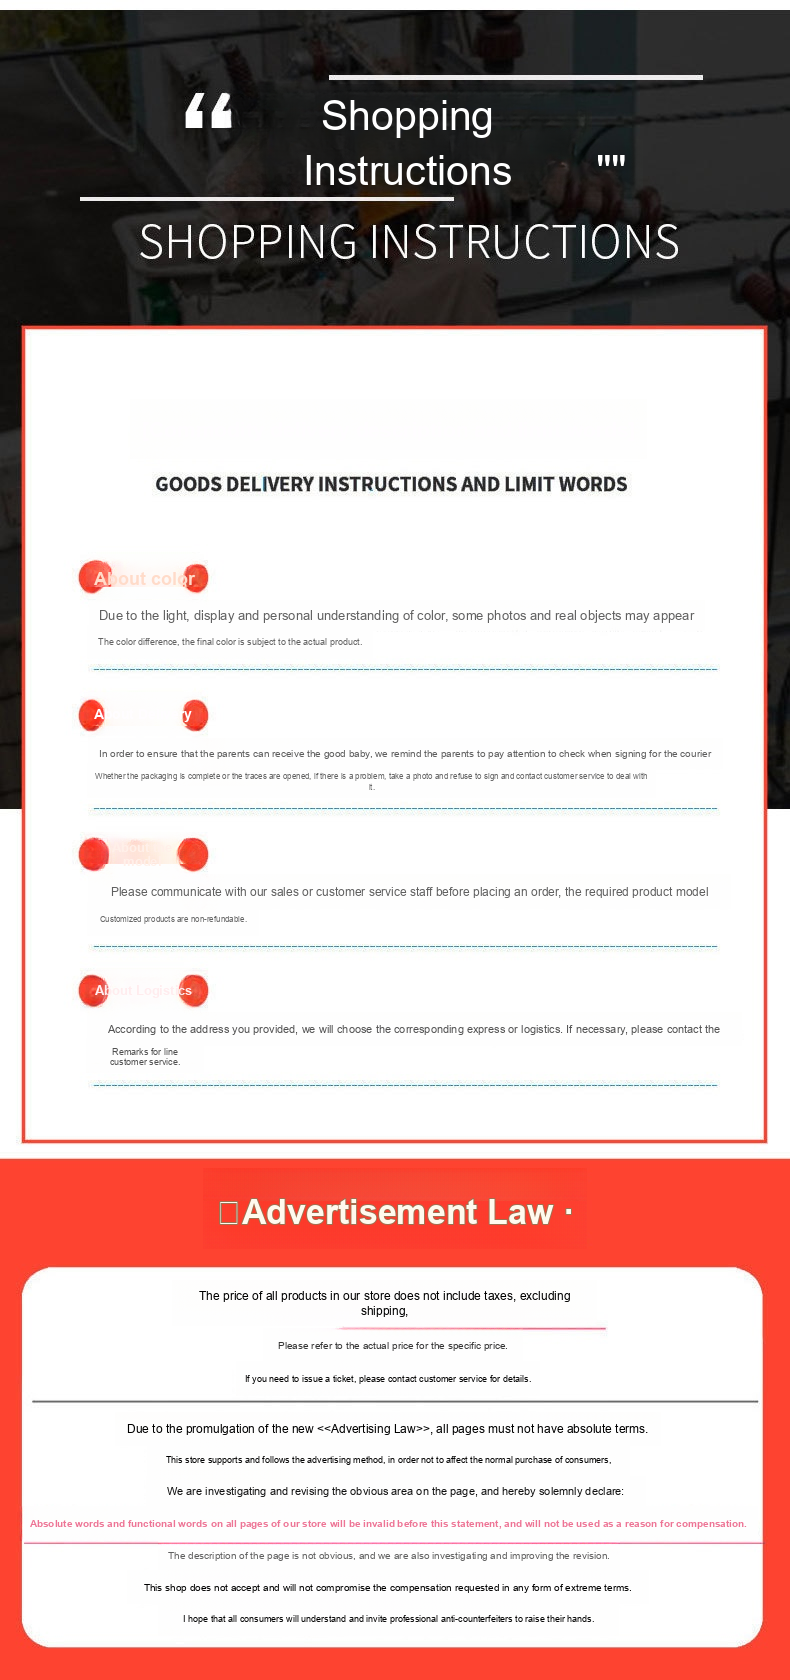 “ Shopping
Instructions ""
SHOPPING INSTRUCTIONS
GOODS DELIVERY INSTRUCTIONS AND LIMIT WORDS
About color
Due to the light, display and personal understanding of color, some photos and real objects may appear
The color difference, the final color is subject to the actual product.
In order to ensure that the parents can receive the good baby, we remind the parents to pay attention to check when signing for the courier
Whether the packaging is complete or the traces are opened, if there is a problem, take a photo and refuse to sign and contact customer service to deal with
it.
About
model
Please communicate with our sales or customer service staff before placing an order, the required product model
Customized products are non-refundable.
About Logistics
According to the address you provided, we will choose the corresponding express or logistics. If necessary, please contact the
Remarks for line
customer service.
Advertisement Law ·
The price of all products in our store does not include taxes, excluding
shipping,
Please refer to the actual price for the specific price.
If you need to issue a ticket, please contact customer service for details.
Due to the promulgation of the new <<Advertising Law>>, all pages must not have absolute terms.
This store supports and follows the advertising method, in order not to affect the normal purchase of consumers,
We are investigating and revising the obvious area on the page, and hereby solemnly declare:
Absolute words and functional words on all pages of our store will be invalid before this statement, and will not be used as a reason for compensation.
The description of the page is not obvious, and we are also investigating and improving the revision.
This shop does not accept and will not compromise the compensation requested in any form of extreme terms.
I hope that all consumers will understand and invite professional anti-counterfeiters to raise their hands.